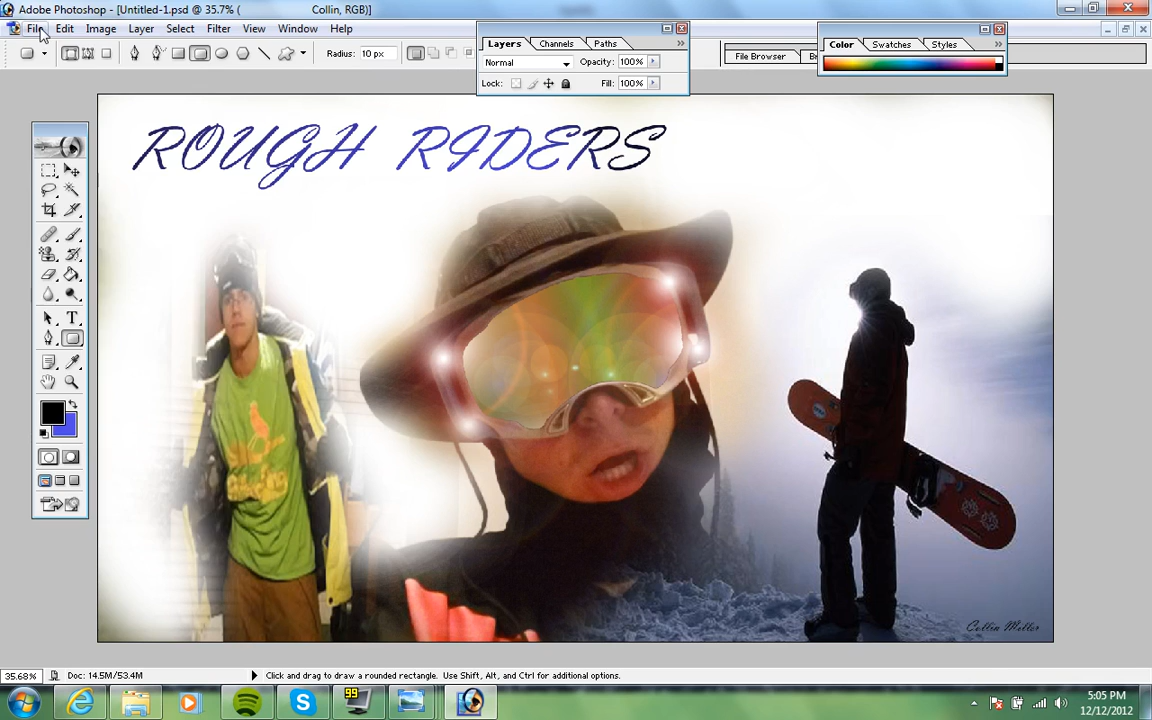 Adobe Photoshop - [Untitled-1.psd @ 35.7% ( Collin, RGB)]
File Edit Image Layer Select Filter View Window Help
Radius: 10 px
File Browser
Layers Channels Paths
Normal Opacity: 100%
Lock: Fill: 100%
Color Swatches Styles
ROUGH RIDERS
Collin Miller
35.68% Doc: 14.5M/53.4M Click and drag to draw a rounded rectangle. Use Shift, Alt, and Ctrl for additional options.
99
5:05 PM
12/12/2012